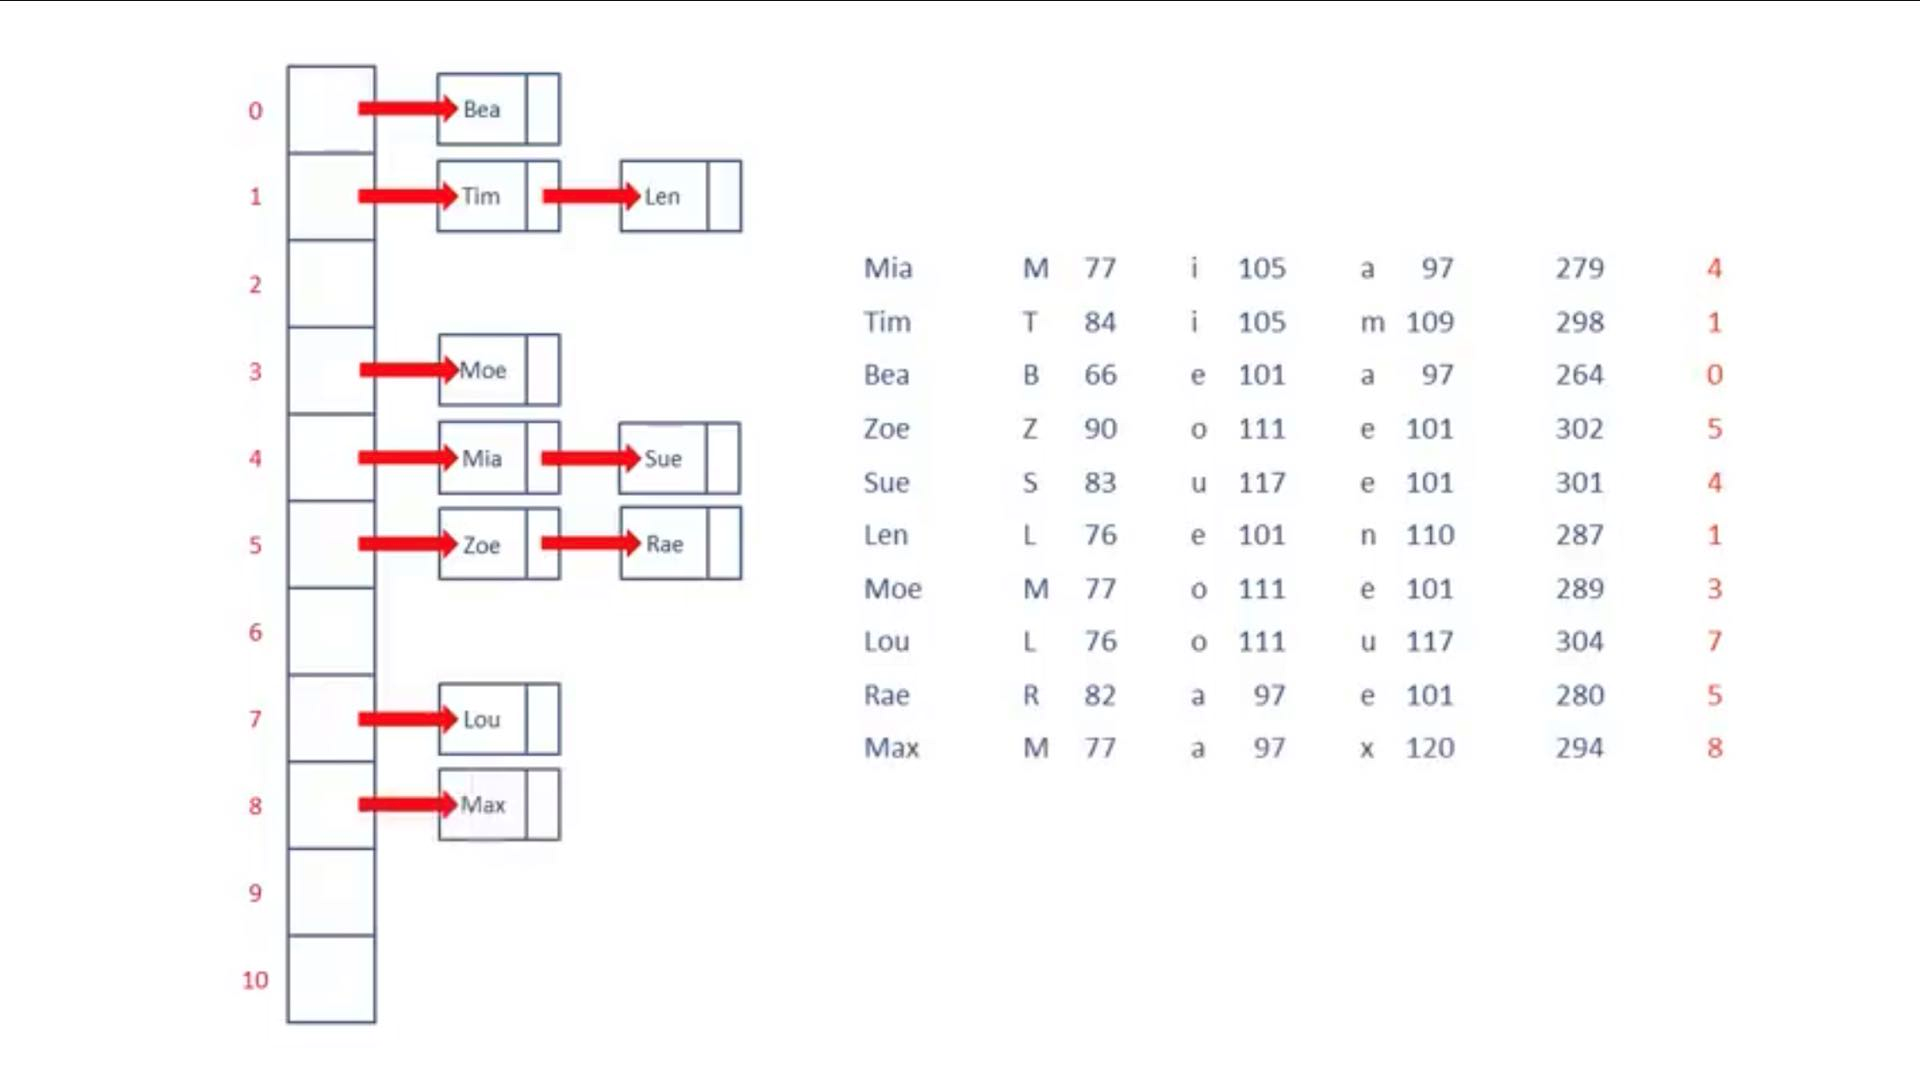 0 Bea
1 Tim Len
2
3 Moe
4 Mia Sue
5 Zoe Rae
6
7 Lou
8 Max
9
10
Mia M 77 i 105 a 97 279 4
Tim T 84 i 105 m 109 298 1
Bea B 66 e 101 a 97 264 0
Zoe Z 90 o 111 e 101 302 5
Sue S 83 u 117 e 101 301 4
Len L 76 e 101 n 110 287 1
Moe M 77 o 111 e 101 289 3
Lou L 76 o 111 u 117 304 7
Rae R 82 a 97 e 101 280 5
Max M 77 a 97 x 120 294 8